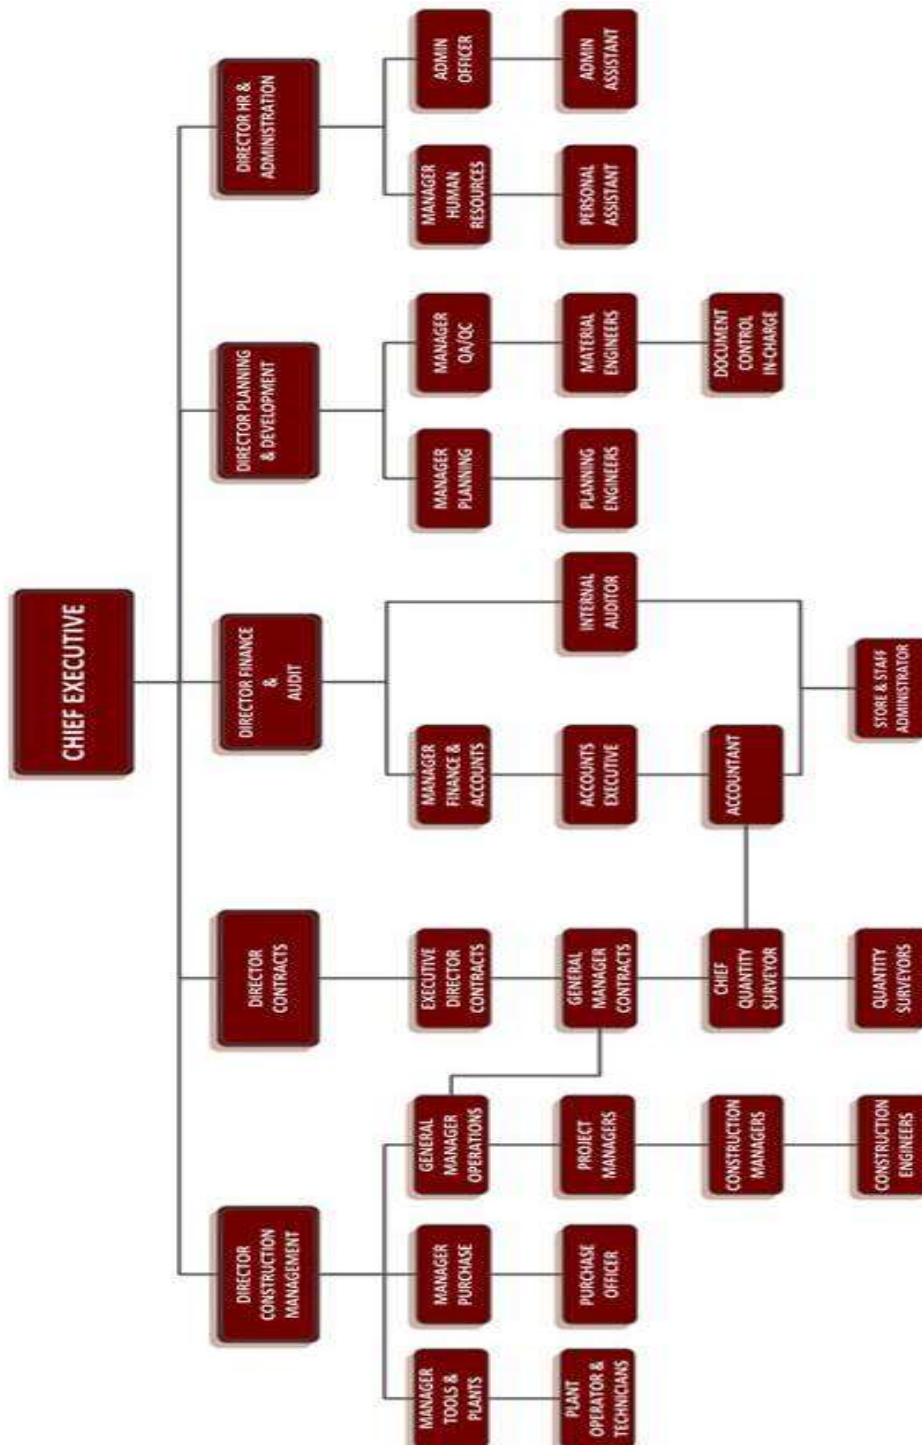 CHIEF EXECUTIVE
DIRECTOR
CONSTRUCTION
MANAGEMENT
DIRECTOR
CONTRACTS
DIRECTOR FINANCE
&
AUDIT
DIRECTOR PLANNING
& DEVELOPMENT
DIRECTOR HR &
ADMINISTRATION
MANAGER
TOOLS &
PLANTS
MANAGER
PURCHASE
GENERAL
MANAGER
OPERATIONS
EXECUTIVE
DIRECTOR
CONTRACTS
MANAGER
FINANCE &
ACCOUNTS
MANAGER
PLANNING
MANAGER
QA/QC
MANAGER
HUMAN
RESOURCES
ADMIN
OFFICER
PLANT
OPERATOR &
TECHNICIANS
PURCHASE
OFFICER
PROJECT
MANAGERS
GENERAL
MANAGER
CONTRACTS
ACCOUNTS
EXECUTIVE
INTERNAL
AUDITOR
PLANNING
ENGINEERS
MATERIAL
ENGINEERS
PERSONAL
ASSISTANT
ADMIN
ASSISTANT
CONSTRUCTION
MANAGERS
CHIEF
QUANTITY
SURVEYOR
ACCOUNTANT
DOCUMENT
CONTROL
IN-CHARGE
CONSTRUCTION
ENGINEERS
QUANTITY
SURVEYORS
STORE & STAFF
ADMINISTRATOR